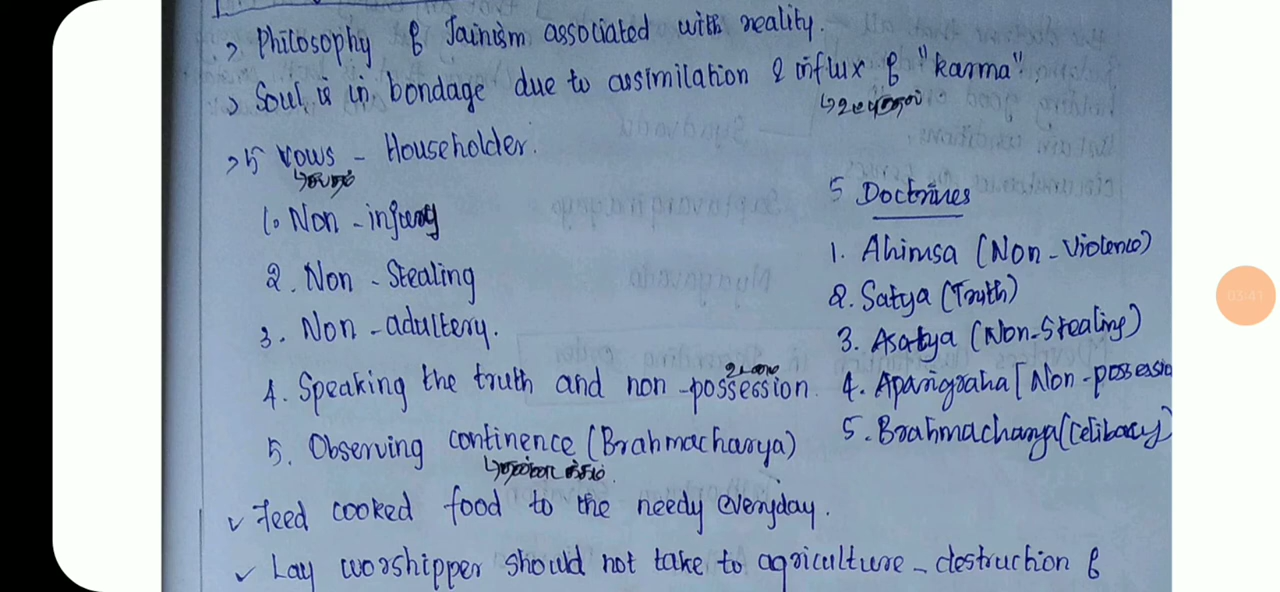 > Philosophy of Jainism associated with reality.
> Soul is in bondage due to assimilation & influx of "karma".
> 5 Vows - Householder.
1. Non-injury
2. Non-Stealing
3. Non-adultery.
4. Speaking the truth and non-possession.
5. Observing continence (Brahmacharya)
5 Doctrines
1. Ahimsa (Non-Violence)
2. Satya (Truth)
3. Asatya (Non-Stealing)
4. Aparigraha [Non-possessio
5. Brahmacharya (Celibacy)
✓ Feed cooked food to the needy everyday.
✓ Lay worshipper should not take to agriculture - destruction of
03:41